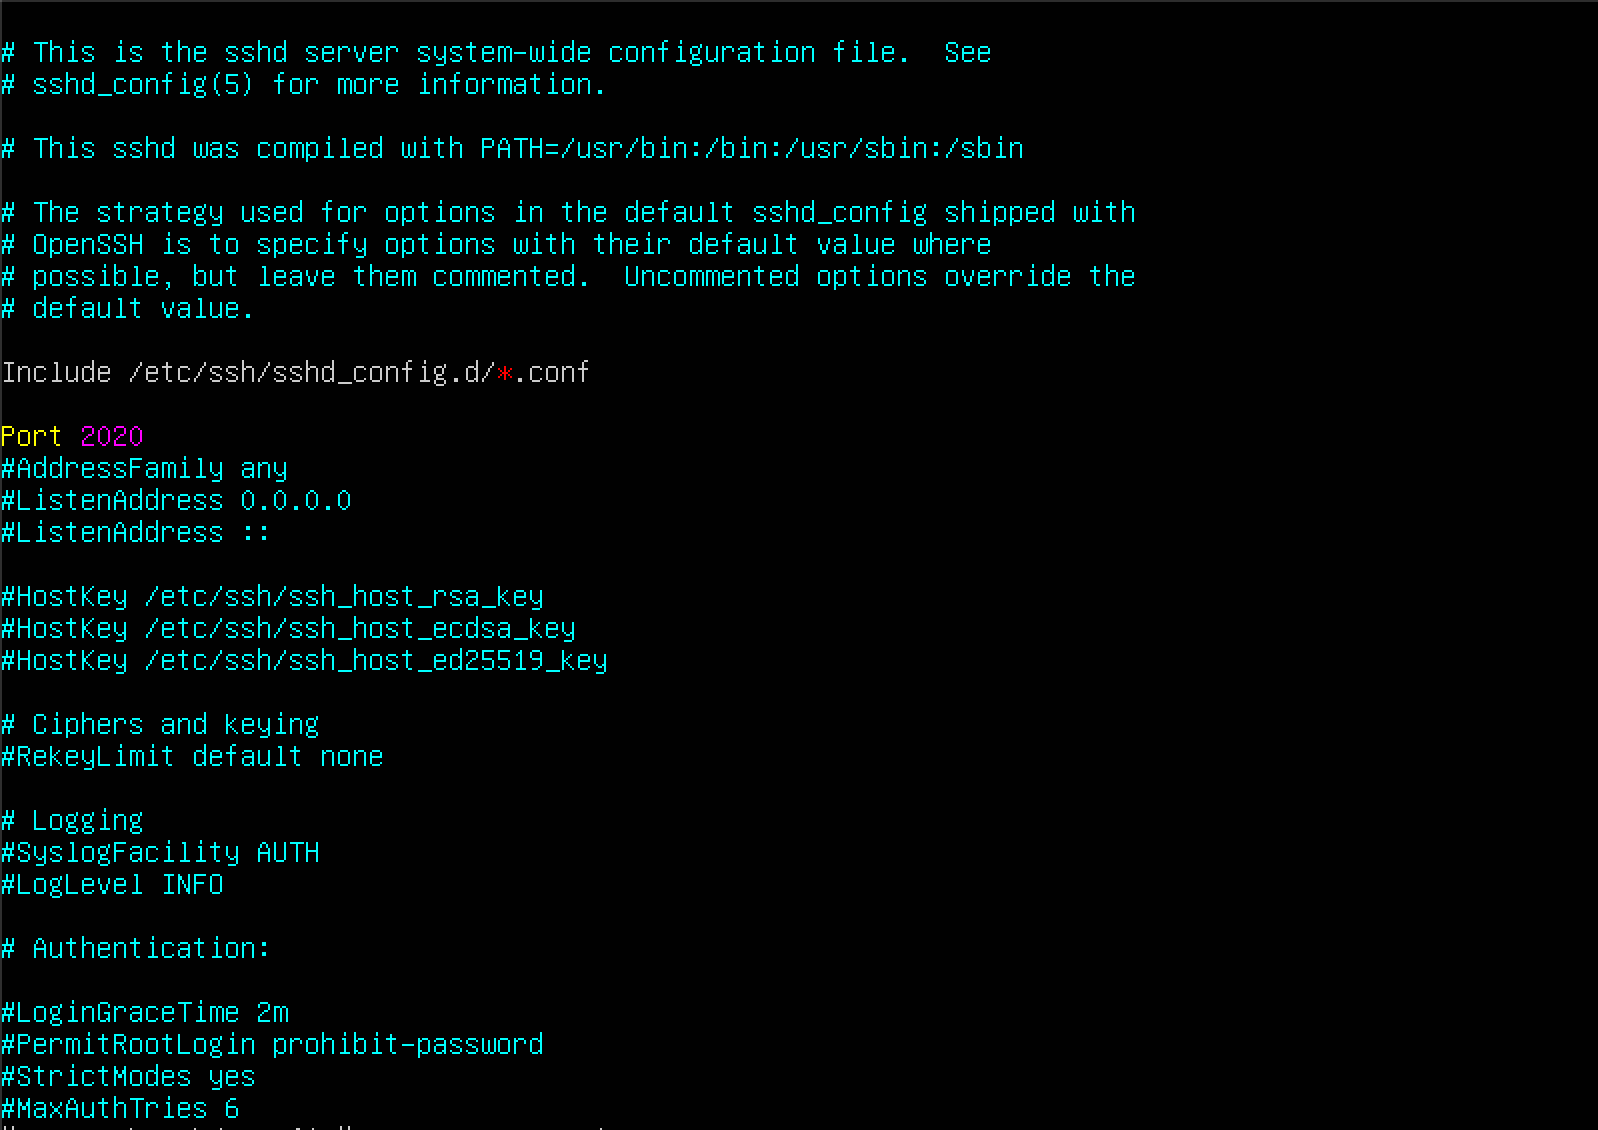 # This is the sshd server system-wide configuration file.  See
# sshd_config(5) for more information.
# This sshd was compiled with PATH=/usr/bin:/bin:/usr/sbin:/sbin
# The strategy used for options in the default sshd_config shipped with
# OpenSSH is to specify options with their default value where
# possible, but leave them commented.  Uncommented options override the
# default value.
Include /etc/ssh/sshd_config.d/*.conf
Port 2020
#AddressFamily any
#ListenAddress 0.0.0.0
#ListenAddress ::
#HostKey /etc/ssh/ssh_host_rsa_key
#HostKey /etc/ssh/ssh_host_ecdsa_key
#HostKey /etc/ssh/ssh_host_ed25519_key
# Ciphers and keying
#RekeyLimit default none
# Logging
#SyslogFacility AUTH
#LogLevel INFO
# Authentication:
#LoginGraceTime 2m
#PermitRootLogin prohibit-password
#StrictModes yes
#MaxAuthTries 6